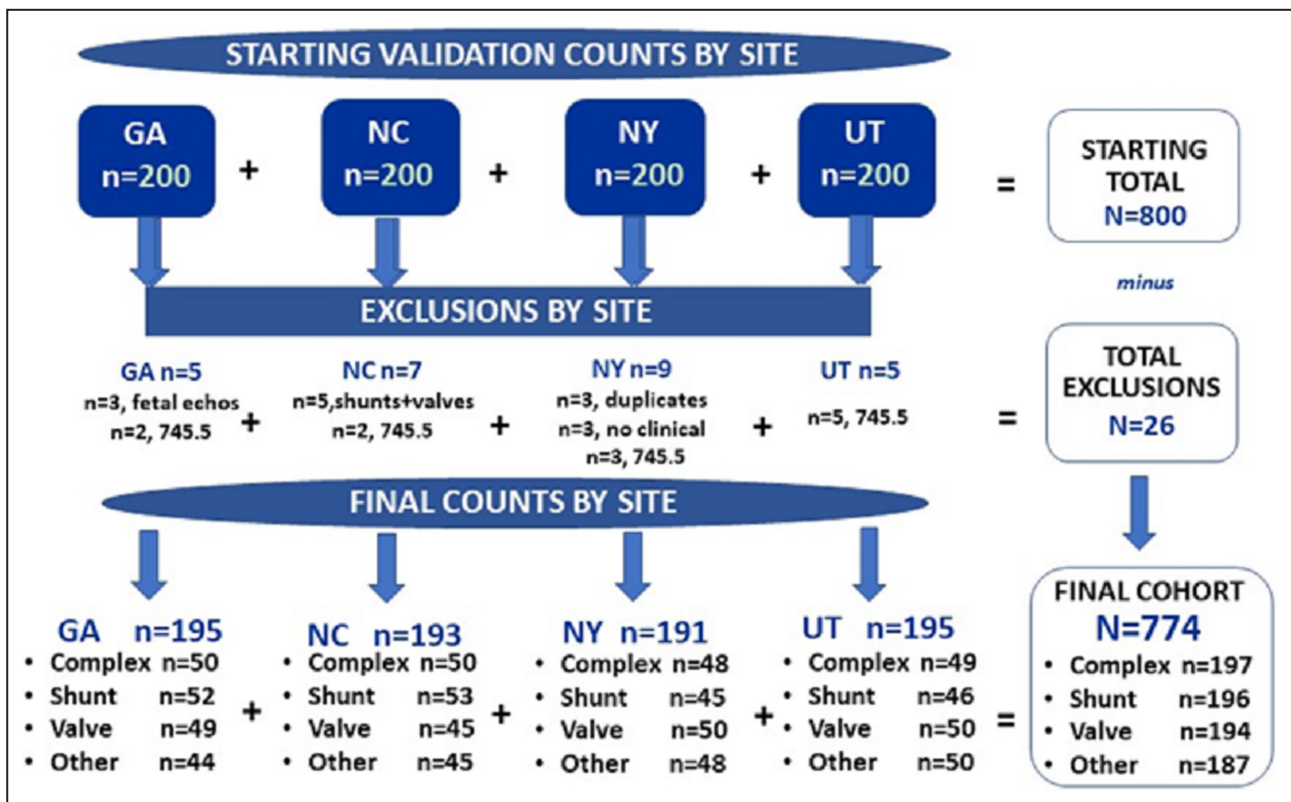 STARTING VALIDATION COUNTS BY SITE
GA
n=200
+
NC
n=200
+
NY
n=200
+
UT
n=200
=
STARTING
TOTAL
N=800
minus
EXCLUSIONS BY SITE
GA n=5
n=3, fetal echos
n=2, 745.5
+
NC n=7
n=5,shunts+valves
n=2, 745.5
+
NY n=9
n=3, duplicates
n=3, no clinical
n=3, 745.5
+
UT n=5
n=5, 745.5
=
TOTAL
EXCLUSIONS
N=26
FINAL COUNTS BY SITE
GA n=195
• Complex n=50
• Shunt n=52
• Valve n=49
• Other n=44
+
NC n=193
• Complex n=50
• Shunt n=53
• Valve n=45
• Other n=45
+
NY n=191
• Complex n=48
• Shunt n=45
• Valve n=50
• Other n=48
+
UT n=195
• Complex n=49
• Shunt n=46
• Valve n=50
• Other n=50
=
FINAL COHORT
N=774
• Complex n=197
• Shunt n=196
• Valve n=194
• Other n=187